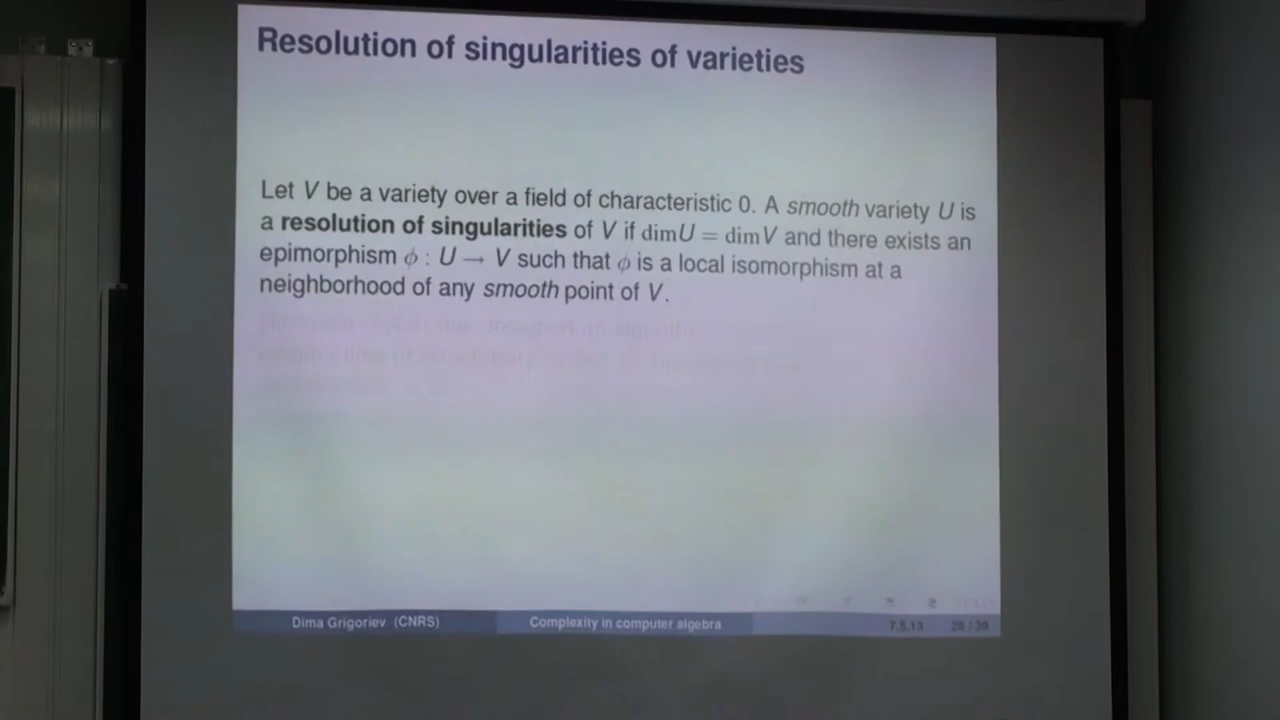 Resolution of singularities of varieties
Let V be a variety over a field of characteristic 0. A smooth variety U is
a resolution of singularities of V if dimU = dimV and there exists an
epimorphism ϕ : U → V such that ϕ is a local isomorphism at a
neighborhood of any smooth point of V.
Dima Grigoriev (CNRS)
Complexity in computer algebra
7.5.13
28 / 39